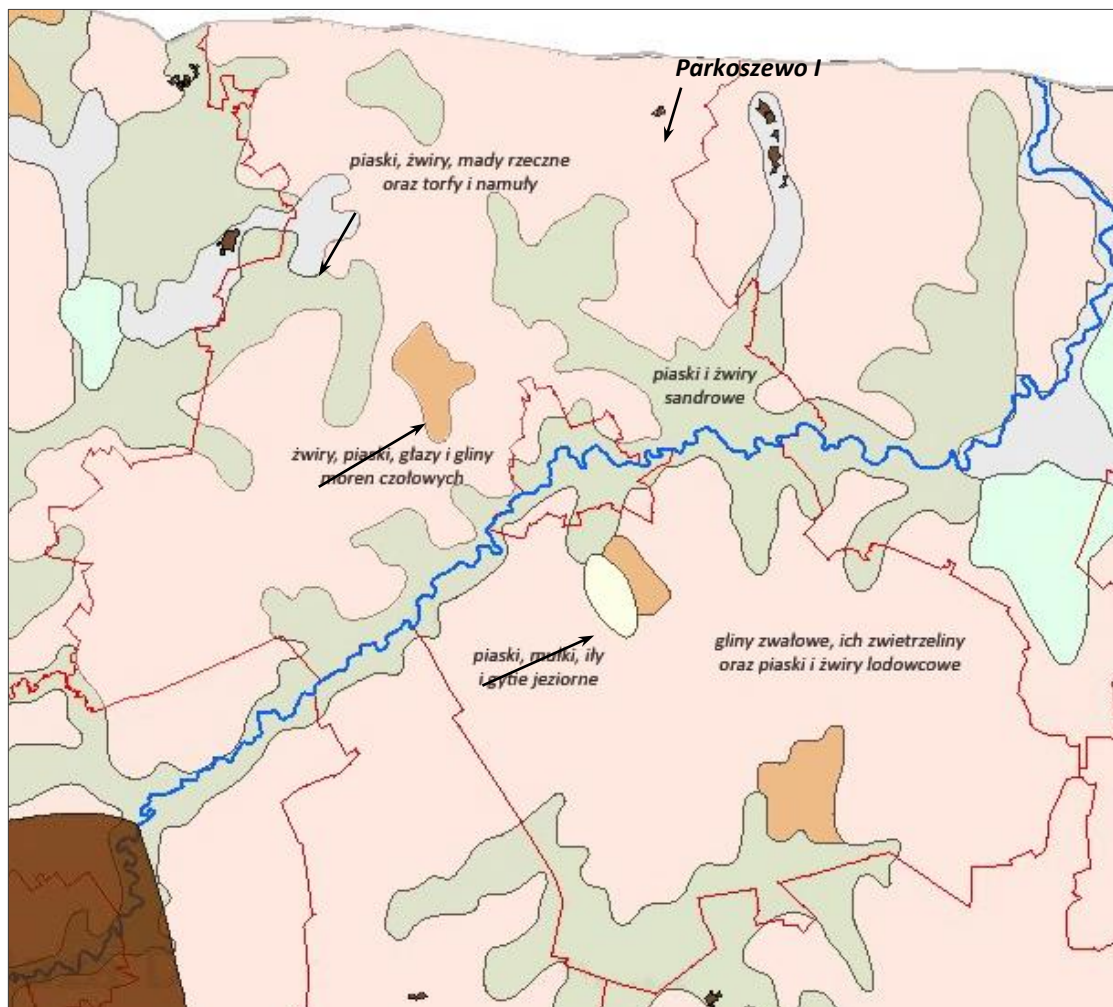 Parkoszewo I
piaski, żwiry, mady rzeczne
oraz torfy i namuły
piaski i żwiry
sandrowe
żwiry, piaski, głazy i gliny
moren czołowych
piaski, mułki, iły
i gytie jeziorne
gliny zwałowe, ich zwietrzeliny
oraz piaski i żwiry lodowcowe